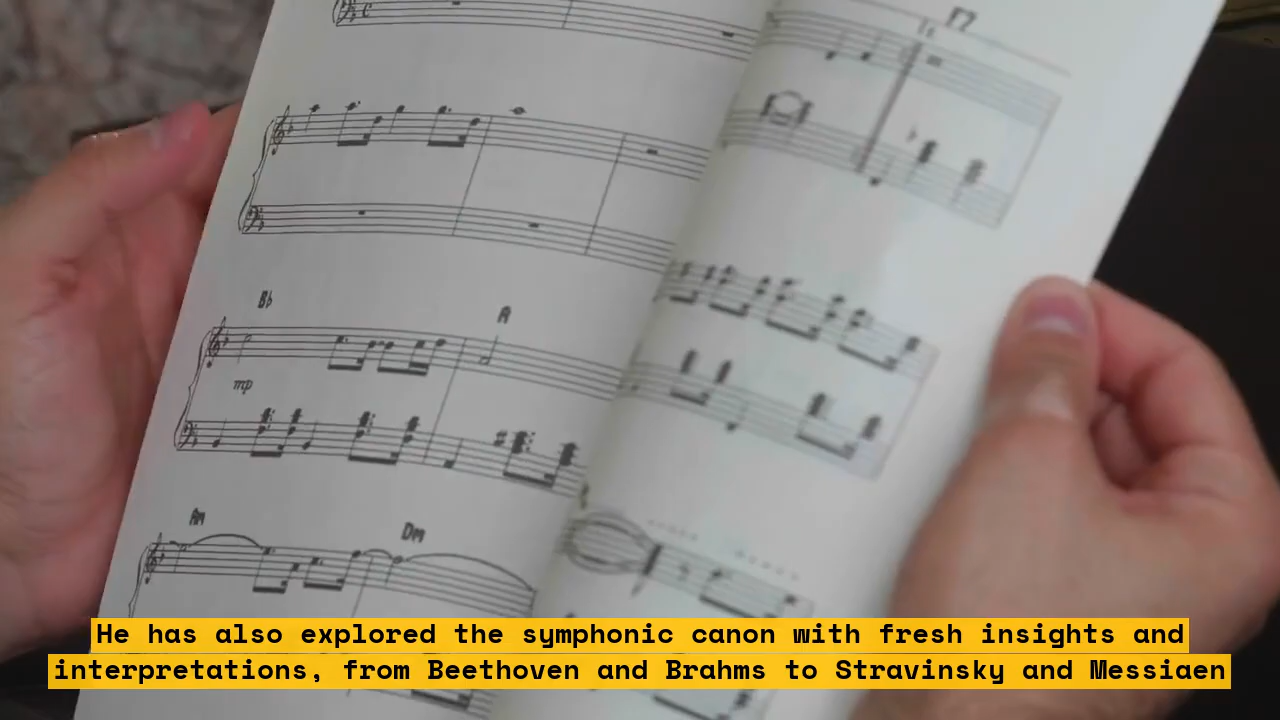 F7
B♭
A
mp
Am
Dm
He has also explored the symphonic canon with fresh insights and
interpretations, from Beethoven and Brahms to Stravinsky and Messiaen